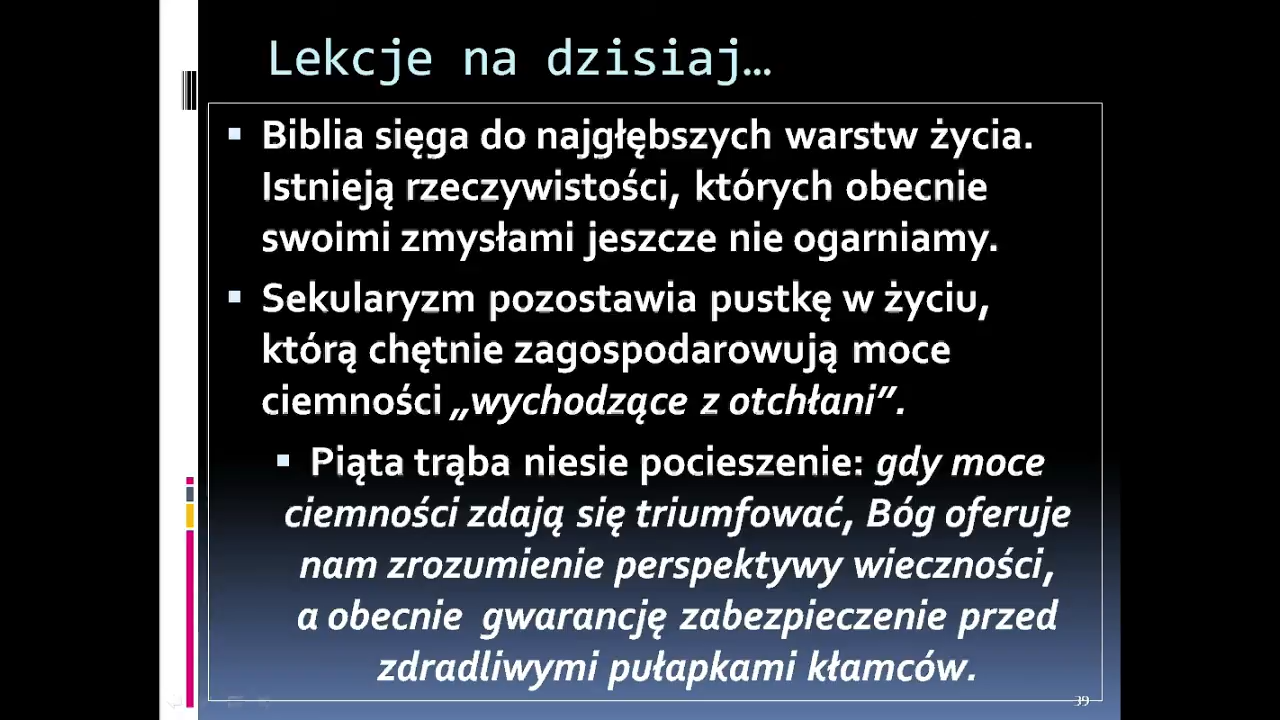 Lekcje na dzisiaj…
▪ Biblia sięga do najgłębszych warstw życia.
Istnieją rzeczywistości, których obecnie
swoimi zmysłami jeszcze nie ogarniamy.
▪ Sekularyzm pozostawia pustkę w życiu,
którą chętnie zagospodarowują moce
ciemności „wychodzące z otchłani”.
▪ Piąta trąba niesie pocieszenie: gdy moce
ciemności zdają się triumfować, Bóg oferuje
nam zrozumienie perspektywy wieczności,
a obecnie gwarancję zabezpieczenie przed
zdradliwymi pułapkami kłamców.
39